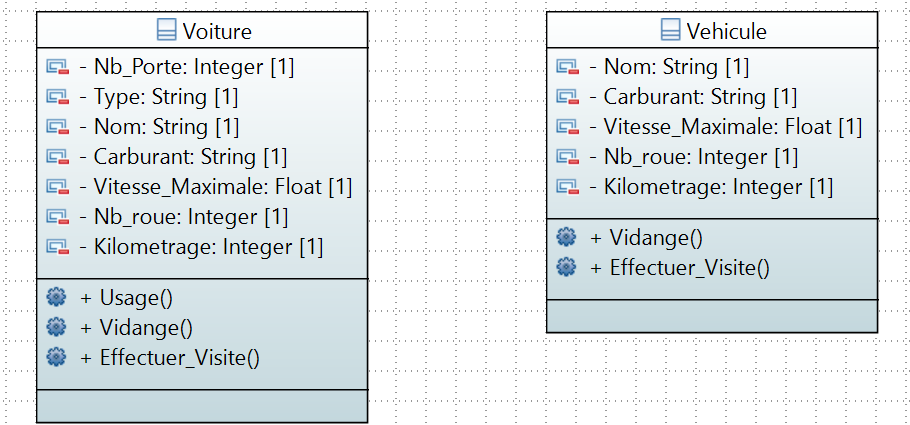 Voiture
- Nb_Porte: Integer [1]
- Type: String [1]
- Nom: String [1]
- Carburant: String [1]
- Vitesse_Maximale: Float [1]
- Nb_roue: Integer [1]
- Kilometrage: Integer [1]
+ Usage()
+ Vidange()
+ Effectuer_Visite()
Vehicule
- Nom: String [1]
- Carburant: String [1]
- Vitesse_Maximale: Float [1]
- Nb_roue: Integer [1]
- Kilometrage: Integer [1]
+ Vidange()
+ Effectuer_Visite()